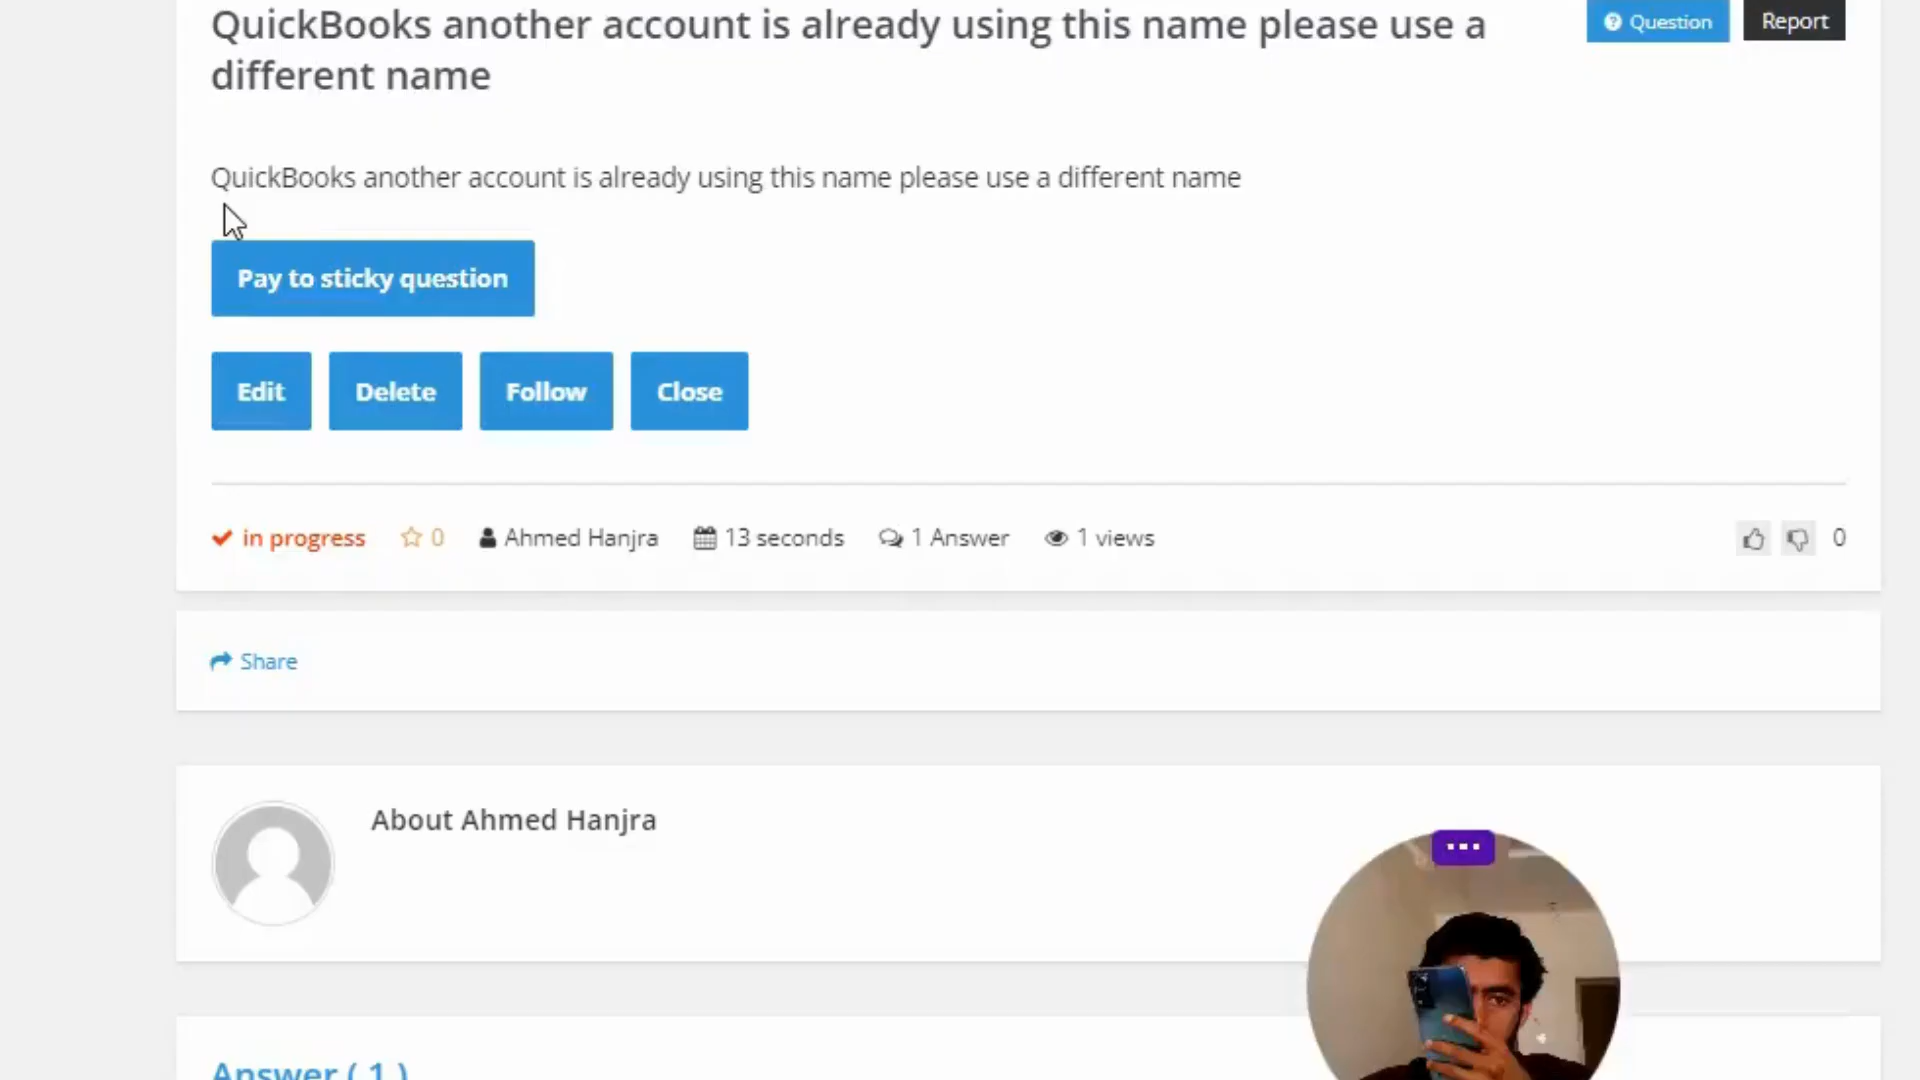 QuickBooks another account is already using this name please use a
different name
Question
Report
QuickBooks another account is already using this name please use a different name
Pay to sticky question
Edit
Delete
Follow
Close
in progress
0
Ahmed Hanjra
13 seconds
1 Answer
1 views
0
Share
About Ahmed Hanjra
Answer ( 1 )